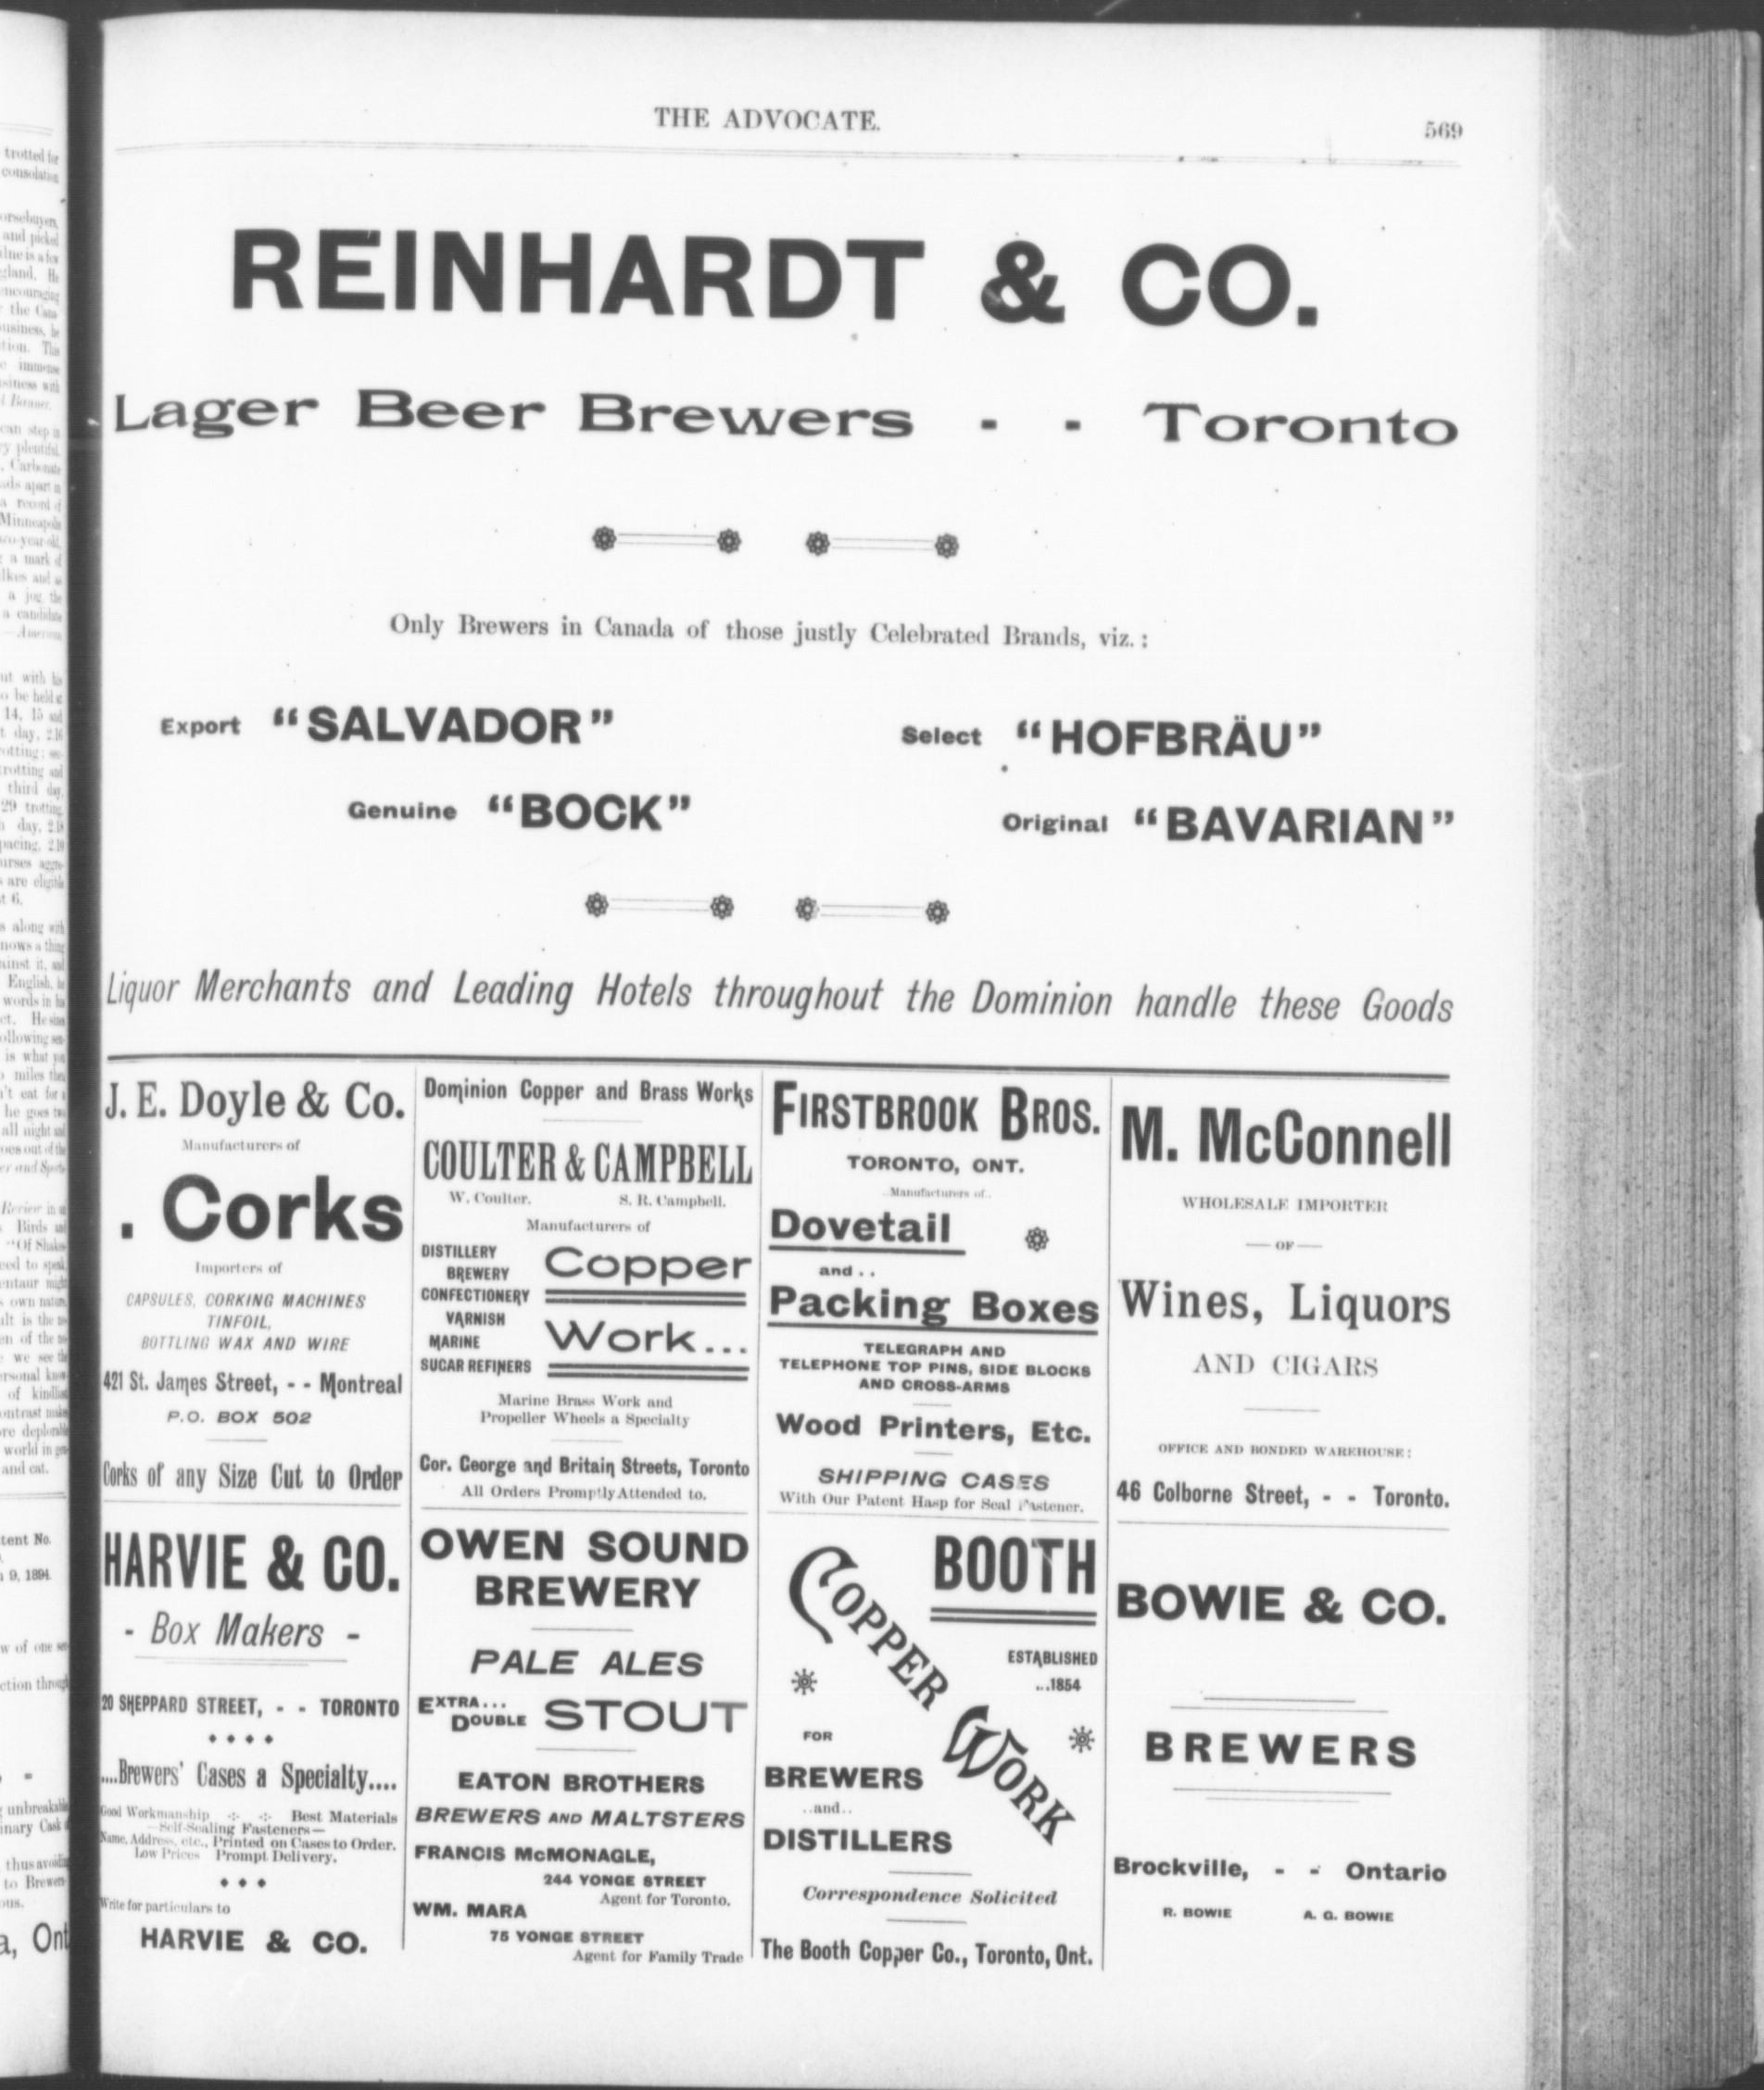 THE ADVOCATE.
569
REINHARDT & CO.
Lager Beer Brewers - - Toronto
Only Brewers in Canada of those justly Celebrated Brands, viz.:
Export "SALVADOR"
Select "HOFBRÄU"
Genuine "BOCK"
Original "BAVARIAN"
Liquor Merchants and Leading Hotels throughout the Dominion handle these Goods
J. E. Doyle & Co.
Manufacturers of
. Corks
Importers of
CAPSULES, CORKING MACHINES
TINFOIL,
BOTTLING WAX AND WIRE
421 St. James Street, - - Montreal
P.O. BOX 502
Corks of any Size Cut to Order
HARVIE & CO.
- Box Makers -
20 SHEPPARD STREET, - - TORONTO
....Brewers' Cases a Specialty....
Good Workmanship -:- -:- Best Materials
—Self-Sealing Fasteners—
Name, Address, etc., Printed on Cases to Order.
Low Prices Prompt Delivery.
Write for particulars to
HARVIE & CO.
Dominion Copper and Brass Works
COULTER & CAMPBELL
W. Coulter. S. R. Campbell.
Manufacturers of
DISTILLERY
BREWERY
CONFECTIONERY
VARNISH
MARINE
SUGAR REFINERS
Copper
Work...
Marine Brass Work and
Propeller Wheels a Specialty
Cor. George and Britain Streets, Toronto
All Orders Promptly Attended to.
OWEN SOUND
BREWERY
PALE ALES
EXTRA...
DOUBLE STOUT
EATON BROTHERS
BREWERS AND MALTSTERS
FRANCIS McMONAGLE,
244 YONGE STREET
Agent for Toronto.
WM. MARA
75 YONGE STREET
Agent for Family Trade
FIRSTBROOK BROS.
TORONTO, ONT.
..Manufacturers of..
Dovetail
and..
Packing Boxes
TELEGRAPH AND
TELEPHONE TOP PINS, SIDE BLOCKS
AND CROSS-ARMS
Wood Printers, Etc.
SHIPPING CASES
With Our Patent Hasp for Seal Fastener.
BOOTH
COPPER WORK
ESTABLISHED
...1854
FOR
BREWERS
..and..
DISTILLERS
Correspondence Solicited
The Booth Copper Co., Toronto, Ont.
M. McConnell
WHOLESALE IMPORTER
— OF —
Wines, Liquors
AND CIGARS
OFFICE AND BONDED WAREHOUSE:
46 Colborne Street, - - Toronto.
BOWIE & CO.
BREWERS
Brockville, - - Ontario
R. BOWIE A. G. BOWIE